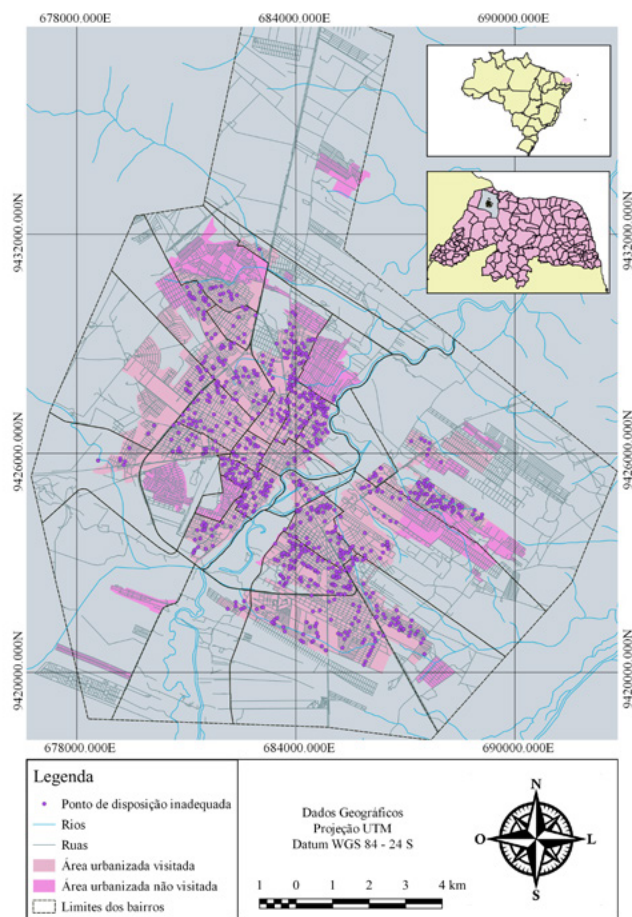 678000.000E 684000.000E 690000.000E
9432000.000N 9432000.000N
9426000.000N 9426000.000N
9420000.000N 9420000.000N
678000.000E 684000.000E 690000.000E
Legenda
Ponto de disposição inadequada
Rios
Ruas
Área urbanizada visitada
Área urbanizada não visitada
Limites dos bairros
Dados Geográficos
Projeção UTM
Datum WGS 84 - 24 S
1 0 1 2 3 4 km
N
O L
S